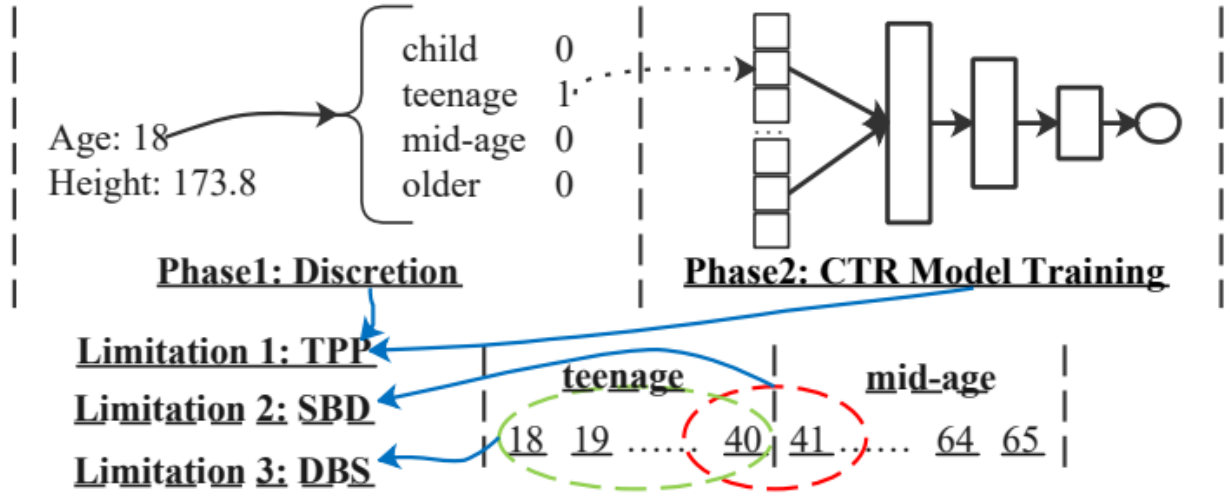 child 0
teenage 1
Age: 18
mid-age 0
Height: 173.8
older 0
...
Phase1: Discretion
Phase2: CTR Model Training
Limitation 1: TPP
teenage
mid-age
Limitation 2: SBD
18 19 ...... 40 41 ...... 64 65
Limitation 3: DBS